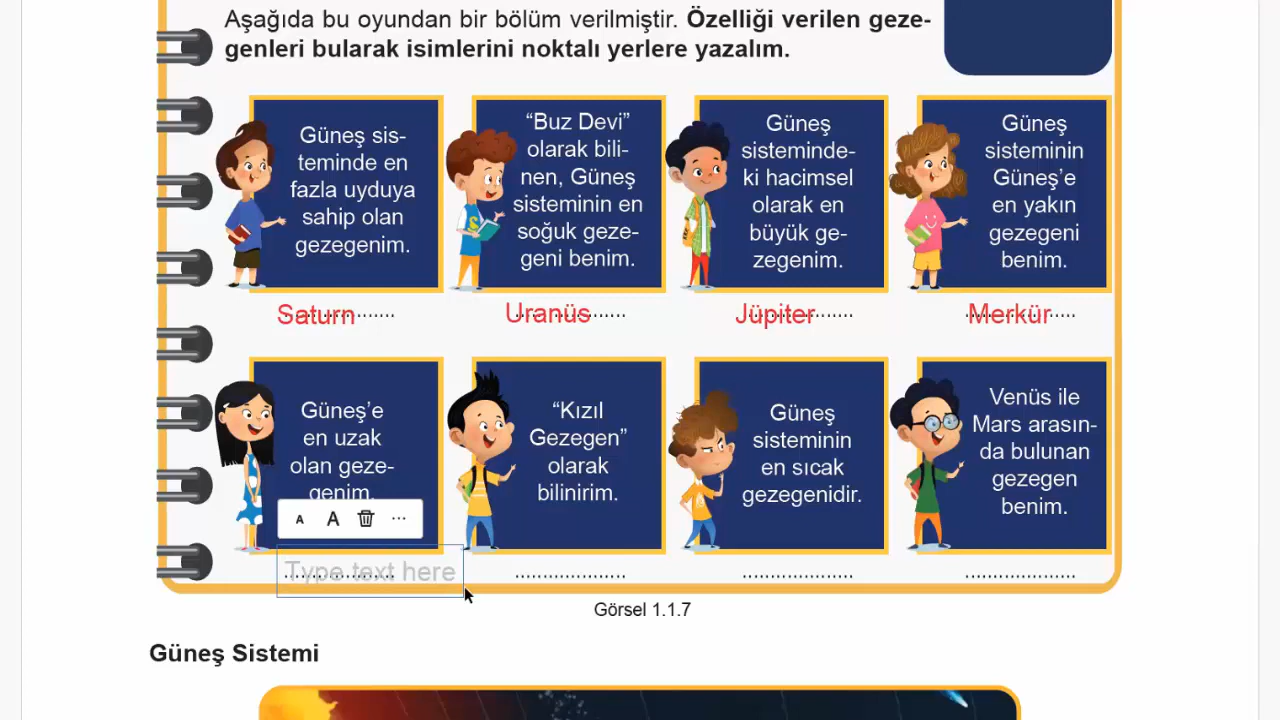 Aşağıda bu oyundan bir bölüm verilmiştir. Özelliği verilen geze-
genleri bularak isimlerini noktalı yerlere yazalım.
Güneş sis-
teminde en
fazla uyduya
sahip olan
gezegenim.
“Buz Devi”
olarak bili-
nen, Güneş
sisteminin en
soğuk geze-
geni benim.
Güneş
sisteminde-
ki hacimsel
olarak en
büyük ge-
zegenim.
Güneş
sisteminin
Güneş’e
en yakın
gezegeni
benim.
Saturn
Uranüs
Jüpiter
Merkür
Güneş’e
en uzak
olan geze-
genim.
“Kızıl
Gezegen”
olarak
bilinirim.
Güneş
sisteminin
en sıcak
gezegenidir.
Venüs ile
Mars arasın-
da bulunan
gezegen
benim.
A A ...
Type text here
Görsel 1.1.7
Güneş Sistemi